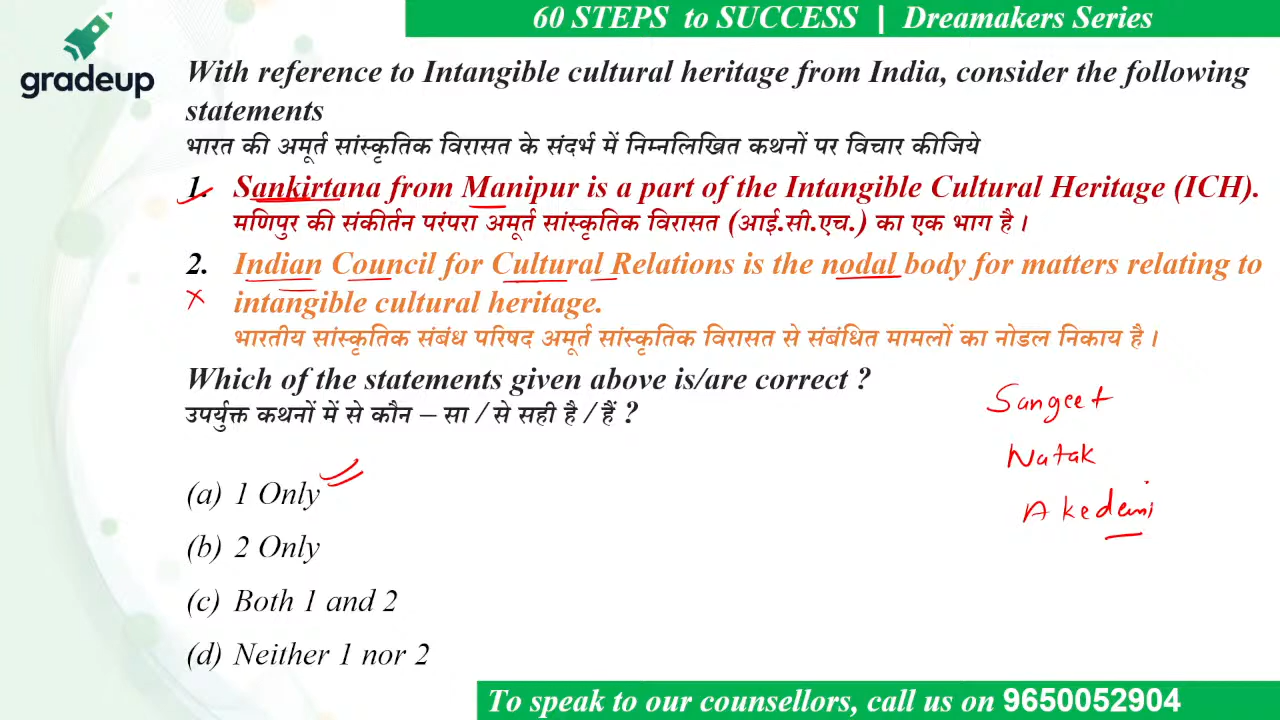 60 STEPS to SUCCESS | Dreamakers Series
gradeup
With reference to Intangible cultural heritage from India, consider the following
statements
भारत की अमूर्त सांस्कृतिक विरासत के संदर्भ में निम्नलिखित कथनों पर विचार कीजिये
1. Sankirtana from Manipur is a part of the Intangible Cultural Heritage (ICH).
मणिपुर की संकीर्तन परंपरा अमूर्त सांस्कृतिक विरासत (आई.सी.एच.) का एक भाग है।
2. Indian Council for Cultural Relations is the nodal body for matters relating to
intangible cultural heritage.
भारतीय सांस्कृतिक संबंध परिषद अमूर्त सांस्कृतिक विरासत से संबंधित मामलों का नोडल निकाय है।
Which of the statements given above is/are correct ?
उपर्युक्त कथनों में से कौन – सा / से सही है / हैं ?
Sangeet
Natak
Akedemi
(a) 1 Only
(b) 2 Only
(c) Both 1 and 2
(d) Neither 1 nor 2
To speak to our counsellors, call us on 9650052904